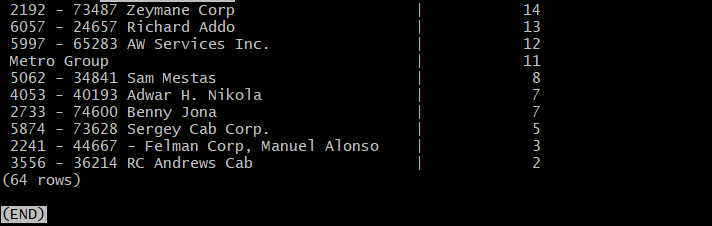 2192 - 73487 Zeymane Corp | 14
6057 - 24657 Richard Addo | 13
5997 - 65283 AW Services Inc. | 12
Metro Group | 11
5062 - 34841 Sam Mestas | 8
4053 - 40193 Adwar H. Nikola | 7
2733 - 74600 Benny Jona | 7
5874 - 73628 Sergey Cab Corp. | 5
2241 - 44667 - Felman Corp, Manuel Alonso | 3
3556 - 36214 RC Andrews Cab | 2
(64 rows)
(END)